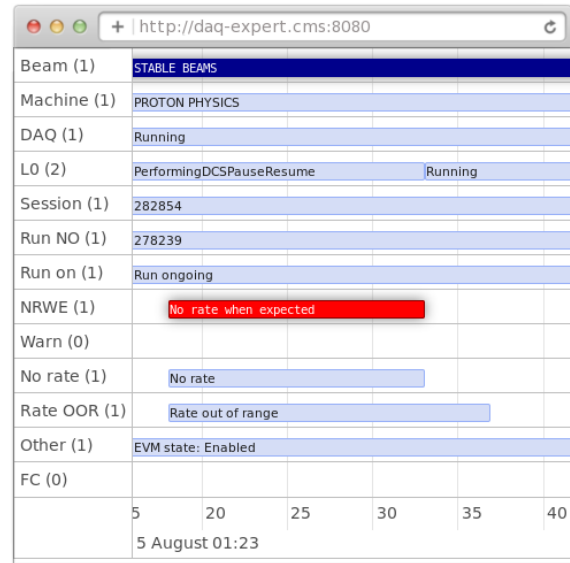 + http://daq-expert.cms:8080
Beam (1) STABLE BEAMS
Machine (1) PROTON PHYSICS
DAQ (1) Running
L0 (2) PerformingDCSPauseResume Running
Session (1) 282854
Run NO (1) 278239
Run on (1) Run ongoing
NRWE (1) No rate when expected
Warn (0)
No rate (1) No rate
Rate OOR (1) Rate out of range
Other (1) EVM state: Enabled
FC (0)
5 20 25 30 35 40
5 August 01:23